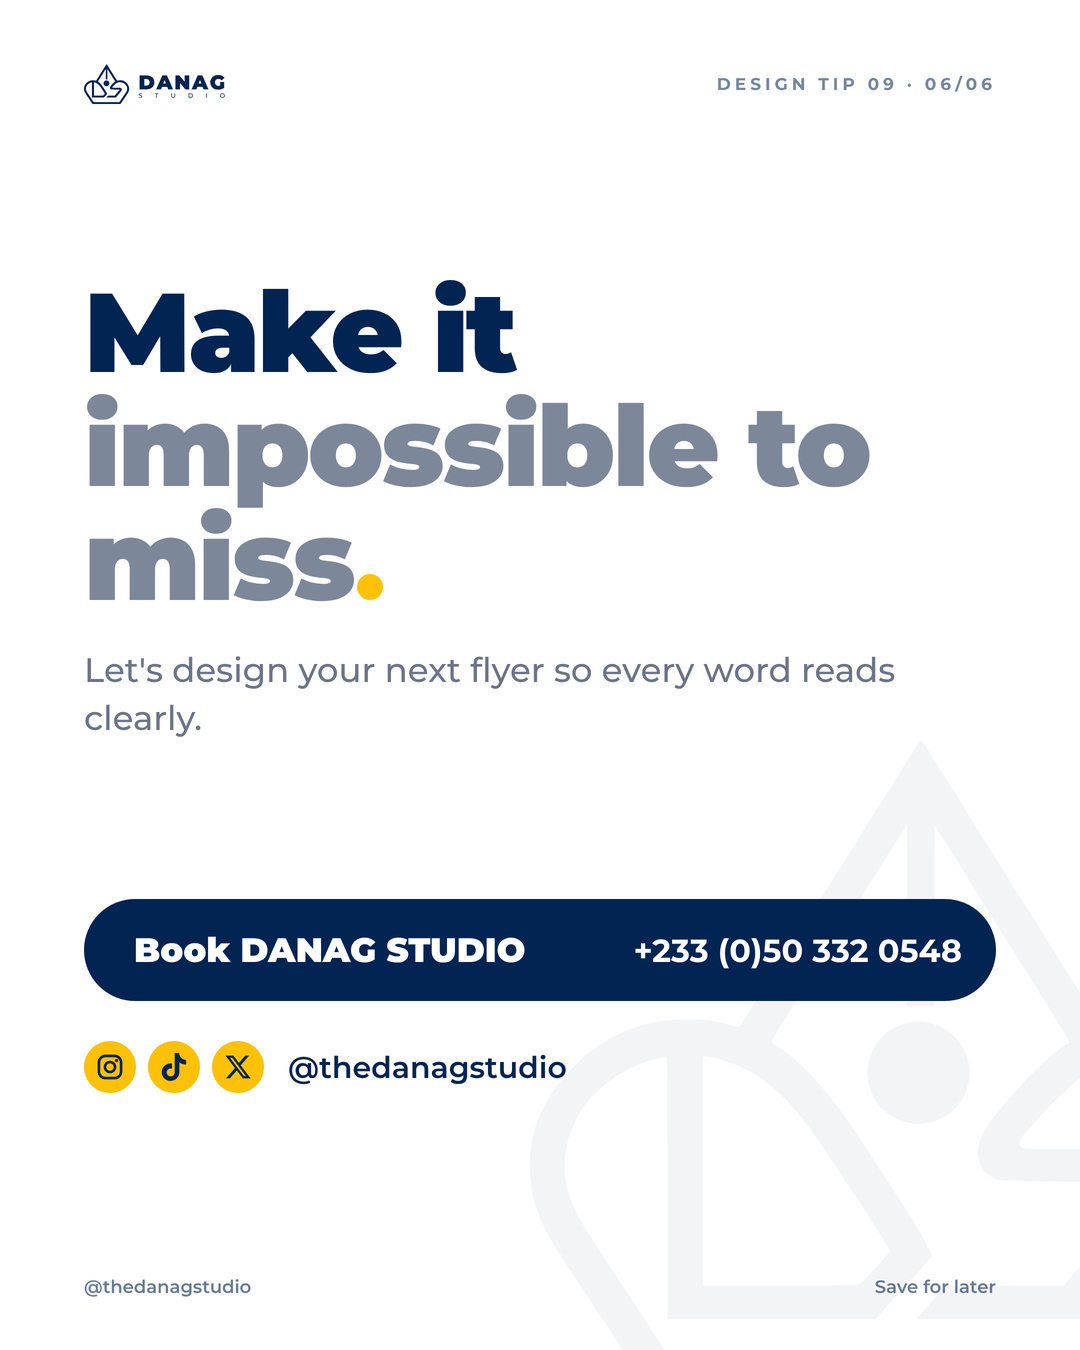 DANAG
STUDIO
DESIGN TIP 09 · 06/06
Make it
impossible to
miss.
Let's design your next flyer so every word reads
clearly.
Book DANAG STUDIO
+233 (0)50 332 0548
@thedanagstudio
@thedanagstudio
Save for later